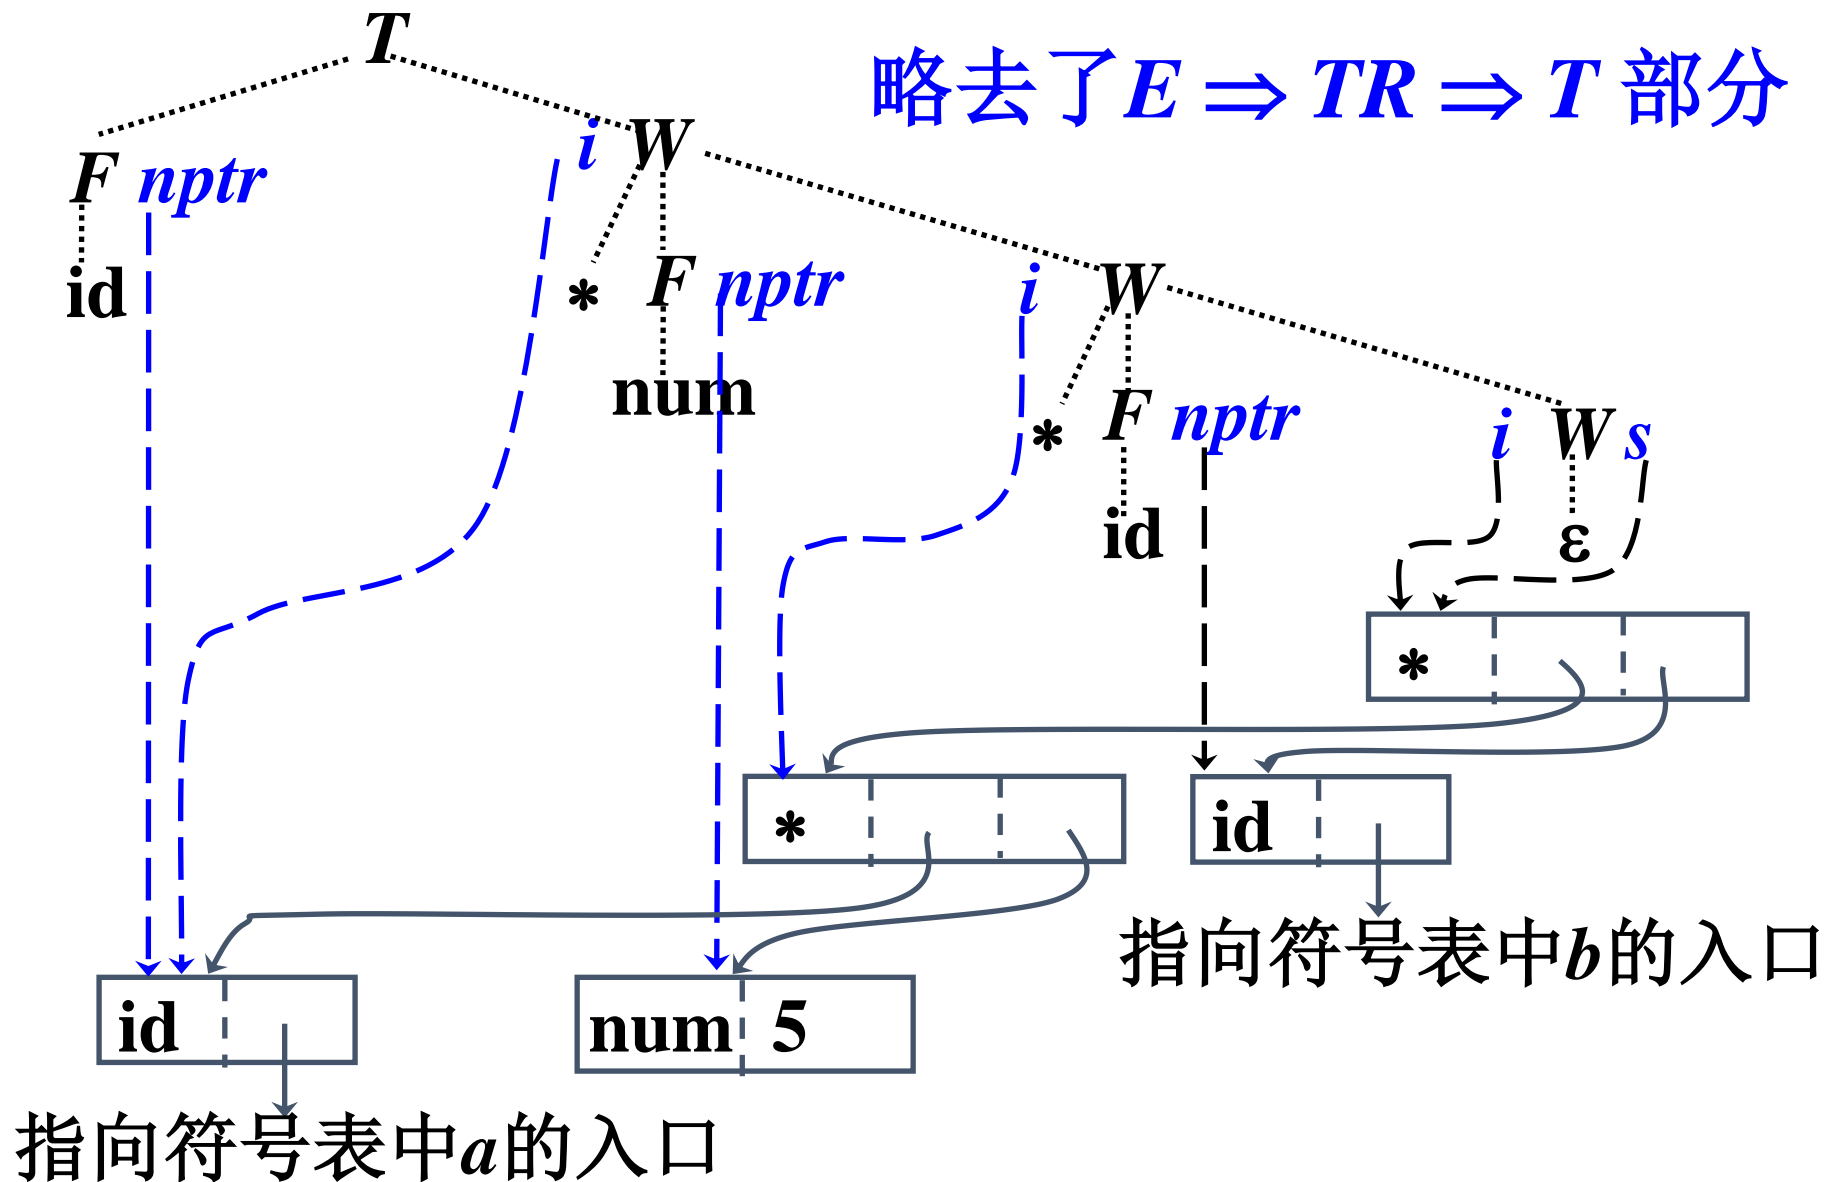 T
略去了E ⇒ TR ⇒ T 部分
F nptr
i W
id
* F nptr
i W
num
* F nptr
i W s
id
ε
*
*
id
指向符号表中b的入口
id
num 5
指向符号表中a的入口